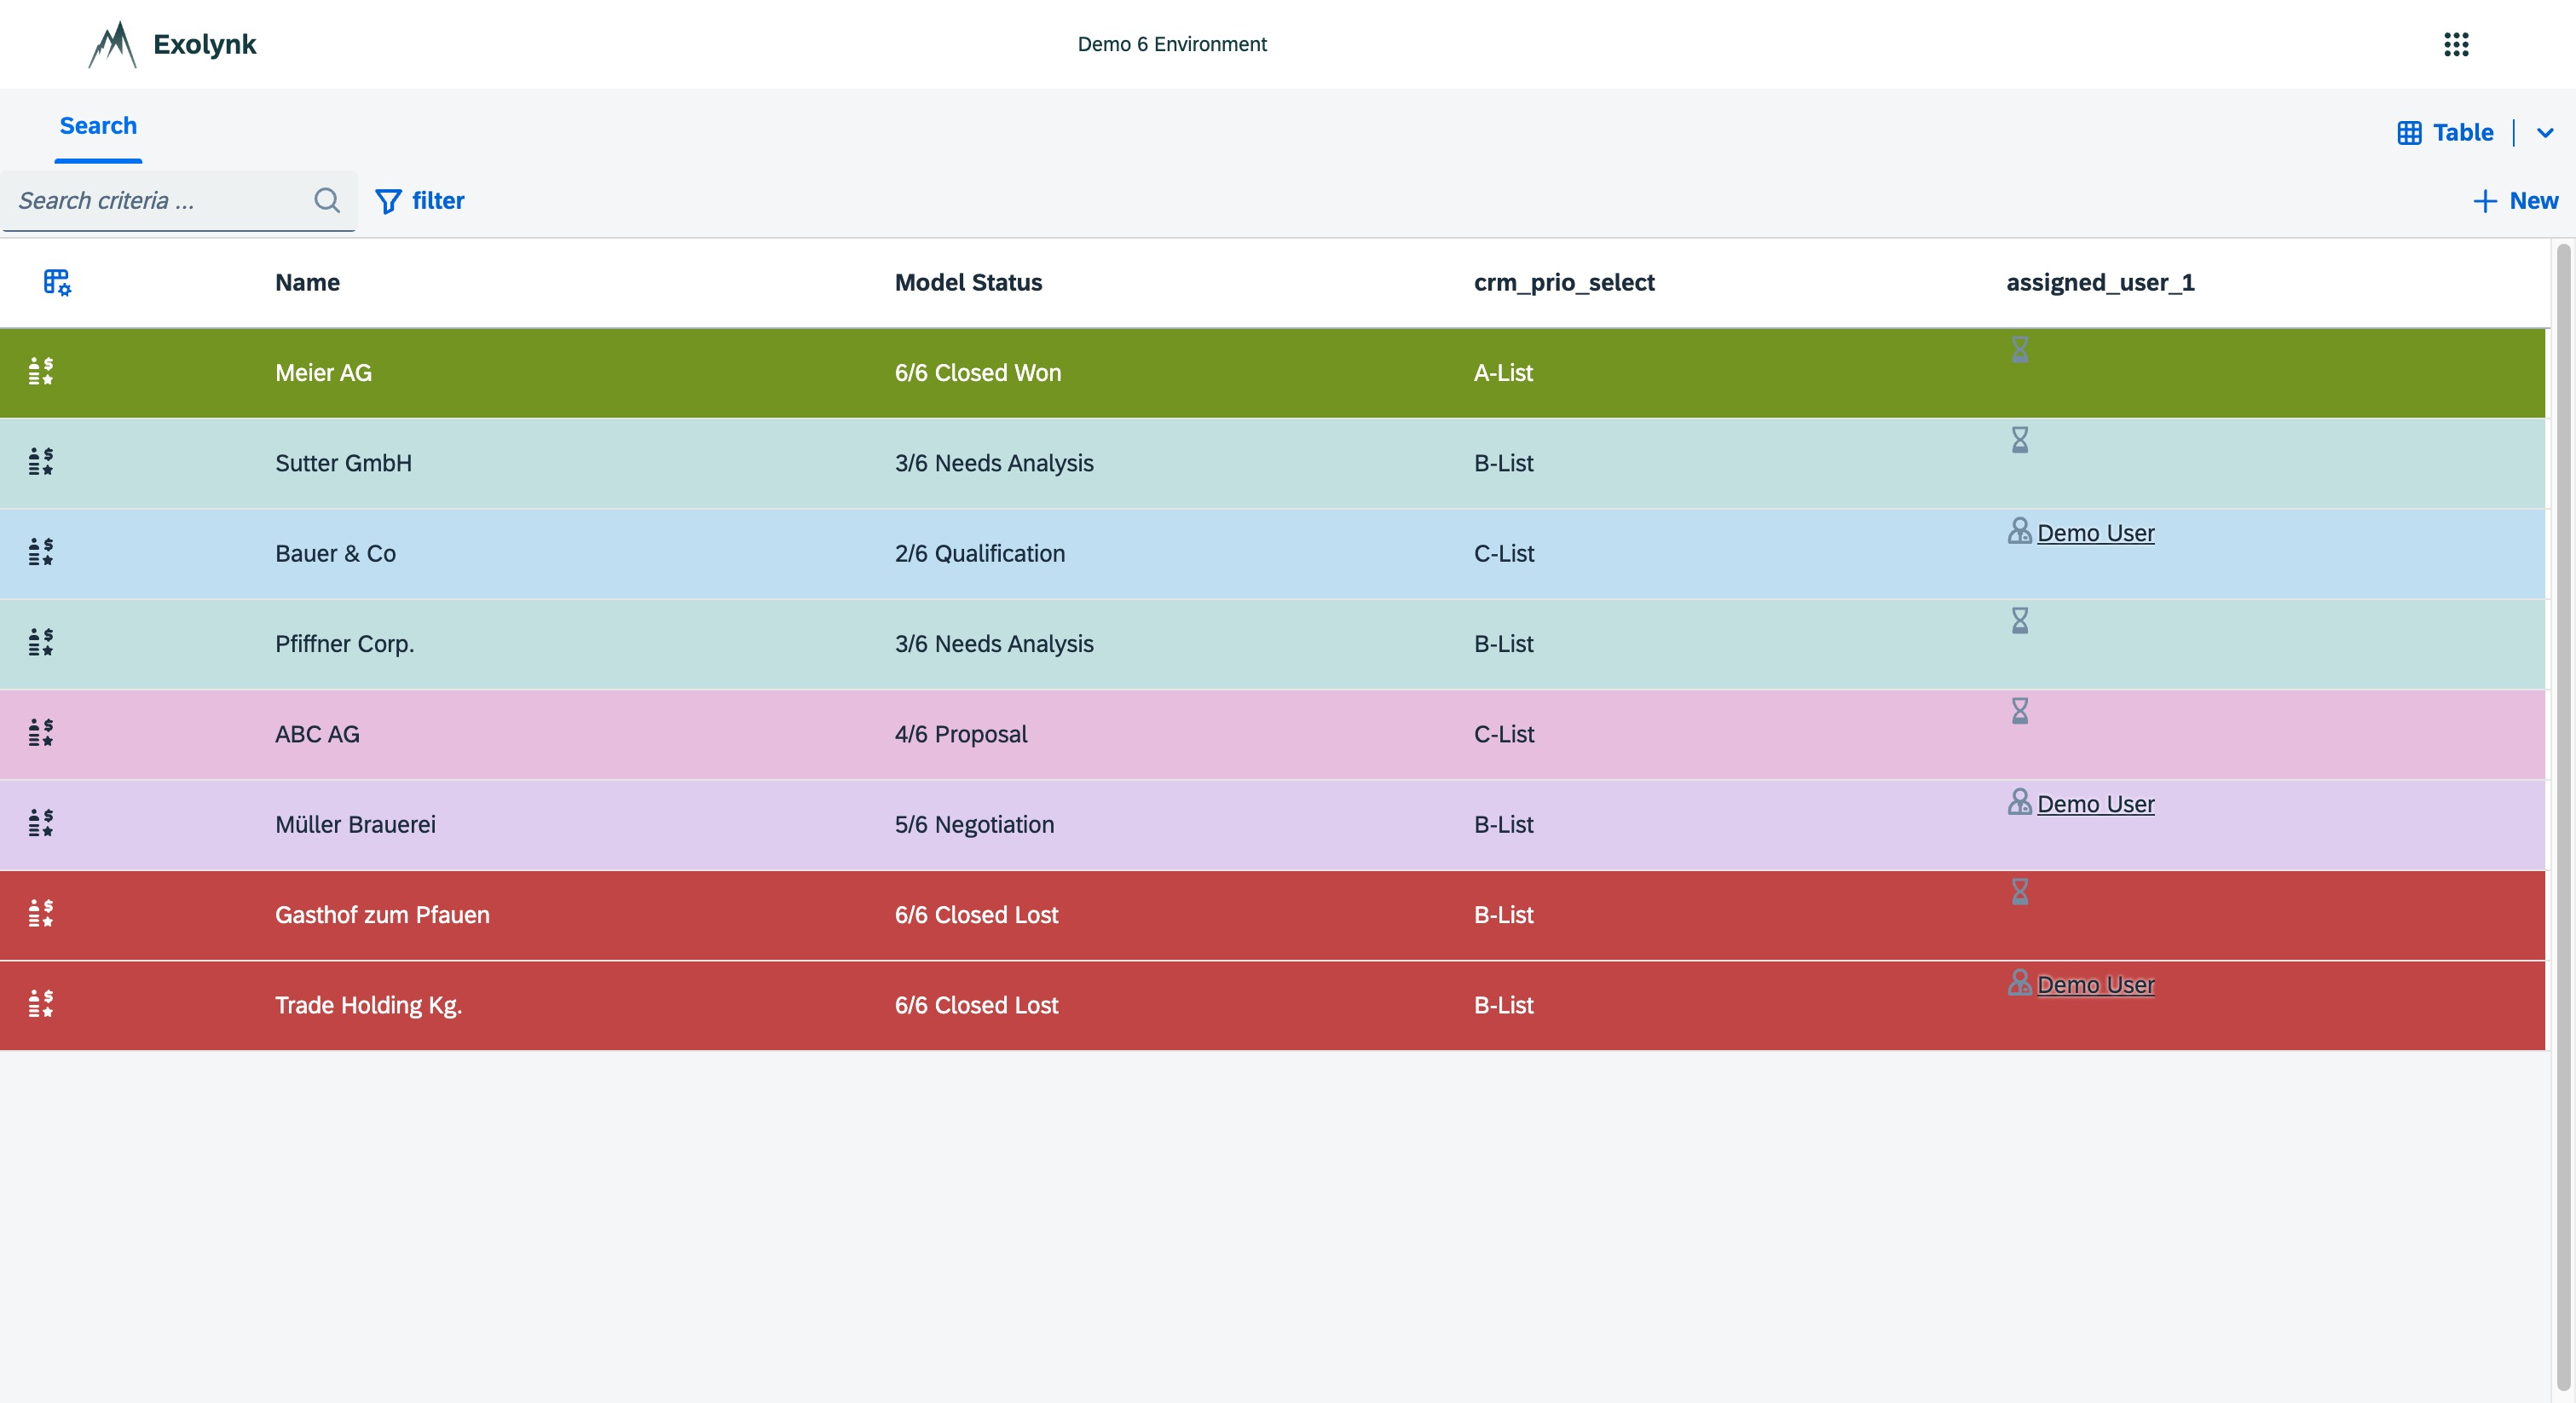 Exolynk
Demo 6 Environment
Search
Table
Search criteria ...
filter
New
Name Model Status crm_prio_select assigned_user_1
Meier AG 6/6 Closed Won A-List
Sutter GmbH 3/6 Needs Analysis B-List
Bauer & Co 2/6 Qualification C-List Demo User
Pfiffner Corp. 3/6 Needs Analysis B-List
ABC AG 4/6 Proposal C-List
Müller Brauerei 5/6 Negotiation B-List Demo User
Gasthof zum Pfauen 6/6 Closed Lost B-List
Trade Holding Kg. 6/6 Closed Lost B-List Demo User